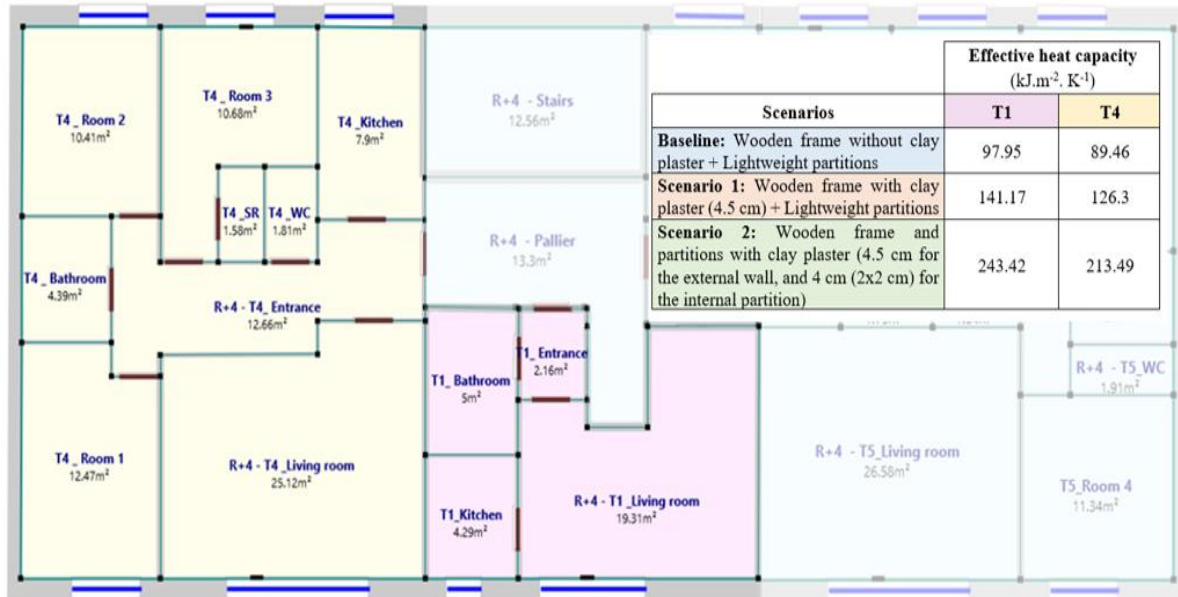 T4 _ Room 2
10.41m²
T4 _ Room 3
10.68m²
T4 _Kitchen
7.9m²
T4 _SR
1.58m²
T4 _WC
1.81m²
T4 _ Bathroom
4.39m²
R+4 - T4_ Entrance
12.66m²
T4 _ Room 1
12.47m²
R+4 - T4 _Living room
25.12m²
R+4 - Stairs
12.56m²
R+4 - Pallier
13.3m²
T1_ Bathroom
5m²
T1_ Entrance
2.16m²
T1_Kitchen
4.29m²
R+4 - T1 _Living room
19.31m²
R+4 - T5_Living room
26.58m²
R+4 - T5_WC
1.91m²
T5_Room 4
11.34m²
Effective heat capacity
(kJ.m⁻². K⁻¹)
Scenarios T1 T4
Baseline: Wooden frame without clay
plaster + Lightweight partitions
97.95 89.46
Scenario 1: Wooden frame with clay
plaster (4.5 cm) + Lightweight partitions
141.17 126.3
Scenario 2: Wooden frame and
partitions with clay plaster (4.5 cm for
the external wall, and 4 cm (2x2 cm) for
the internal partition)
243.42 213.49